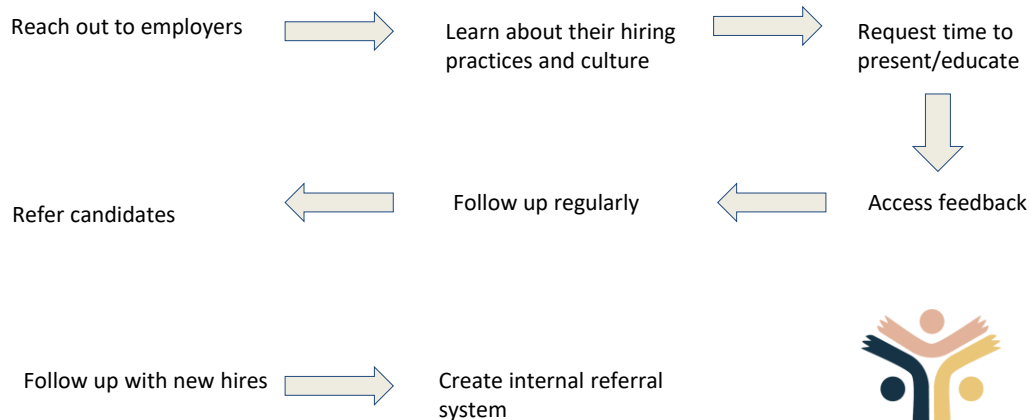 Reach out to employers
Learn about their hiring
practices and culture
Request time to
present/educate
Access feedback
Follow up regularly
Refer candidates
Follow up with new hires
Create internal referral
system